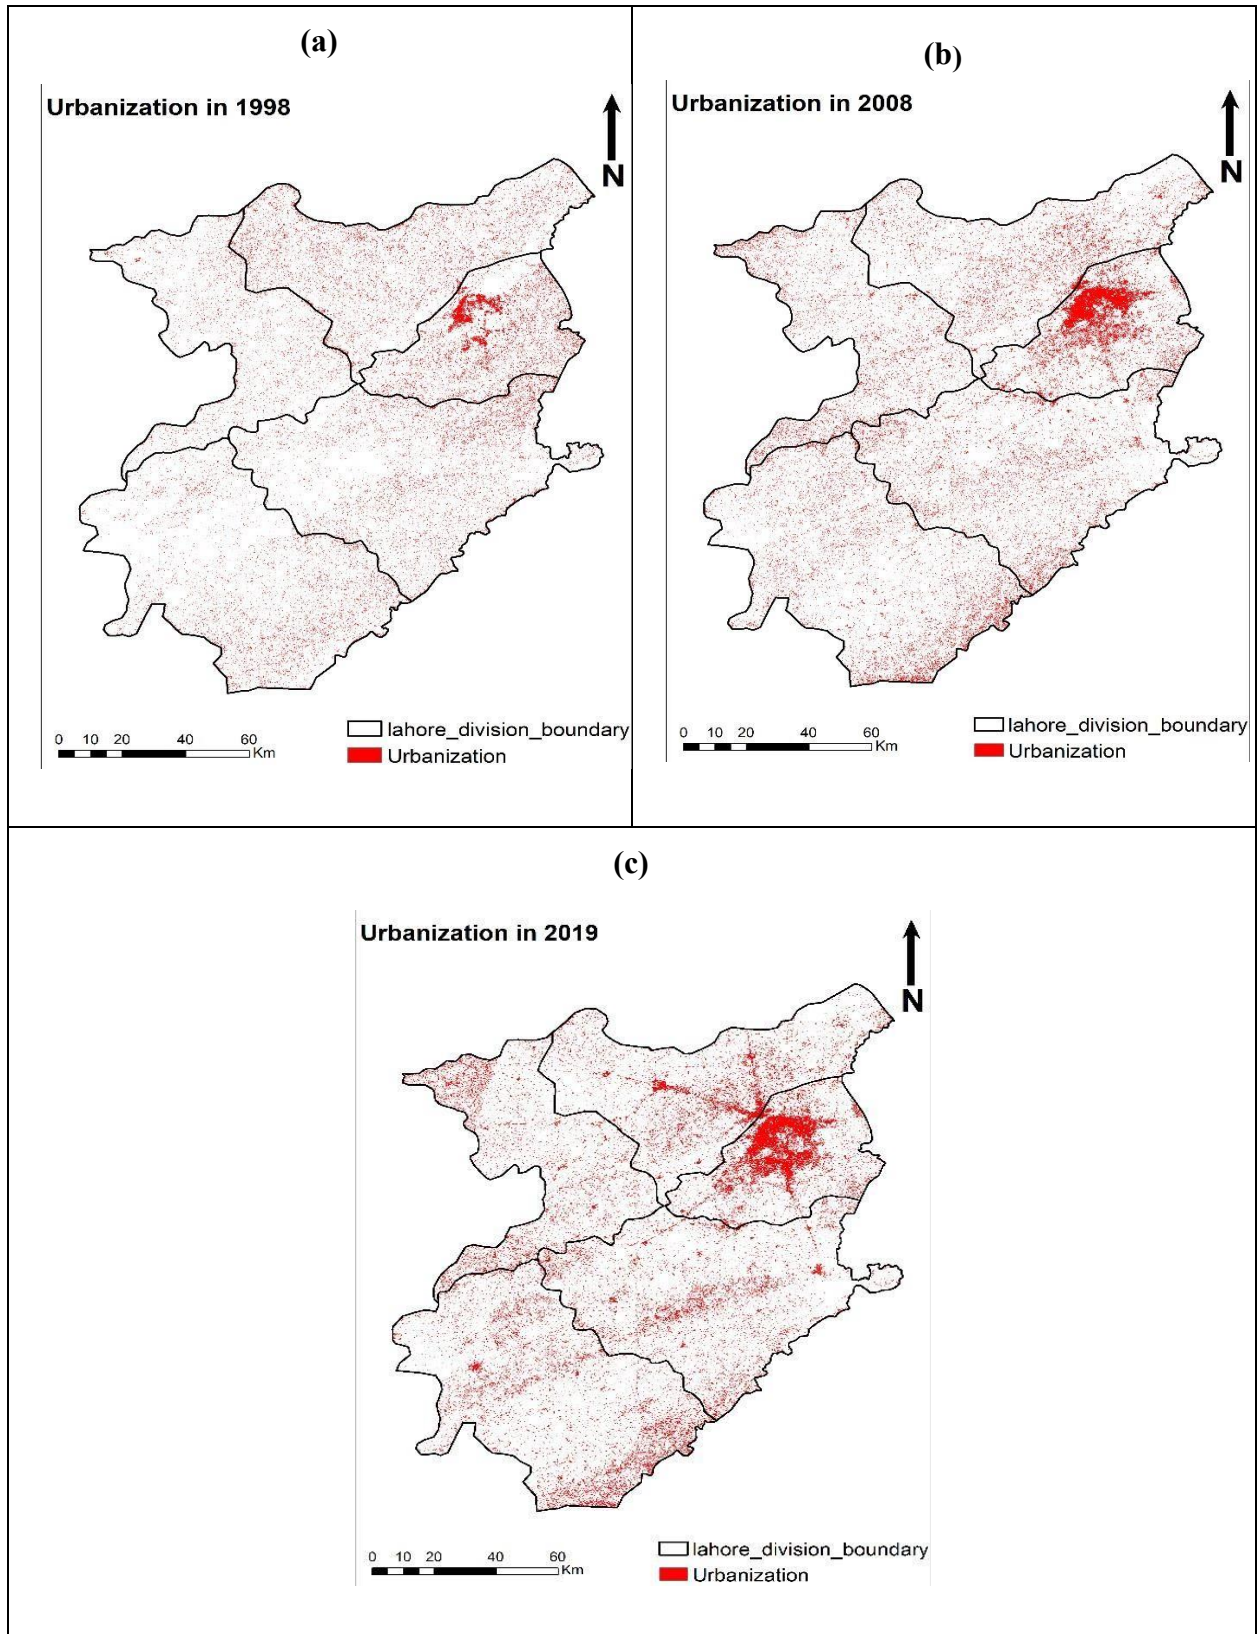 (a)
Urbanization in 1998
N
0 10 20 40 60
Km
lahore_division_boundary
Urbanization
(b)
Urbanization in 2008
N
0 10 20 40 60
Km
lahore_division_boundary
Urbanization
(c)
Urbanization in 2019
N
0 10 20 40 60
Km
lahore_division_boundary
Urbanization